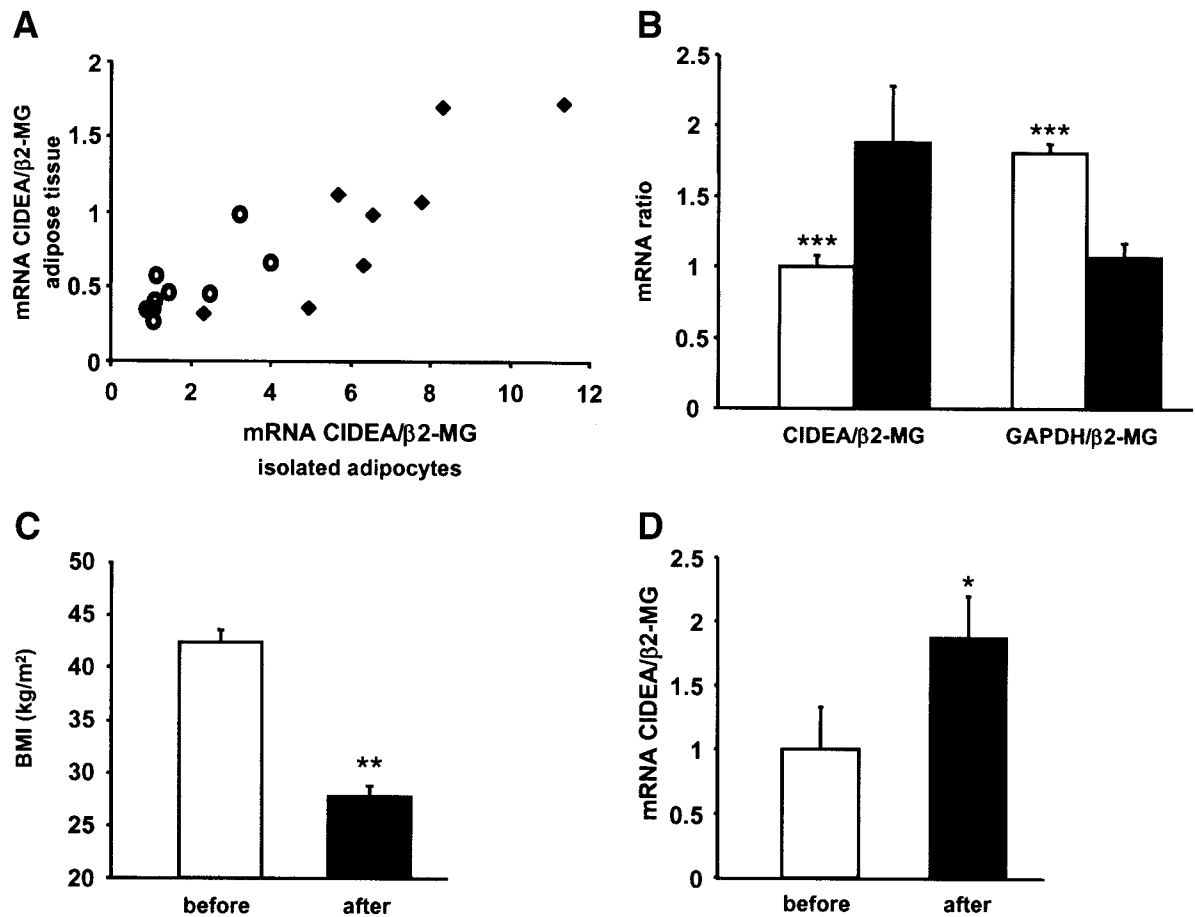 A
mRNA CIDEA/β2-MG
adipose tissue
2
1.5
1
0.5
0
0 2 4 6 8 10 12
mRNA CIDEA/β2-MG
isolated adipocytes
B
mRNA ratio
2.5
2
1.5
1
0.5
0
***
***
CIDEA/β2-MG GAPDH/β2-MG
C
BMI (kg/m²)
50
45
40
35
30
25
20
**
before after
D
mRNA CIDEA/β2-MG
2.5
2
1.5
1
0.5
0
*
before after